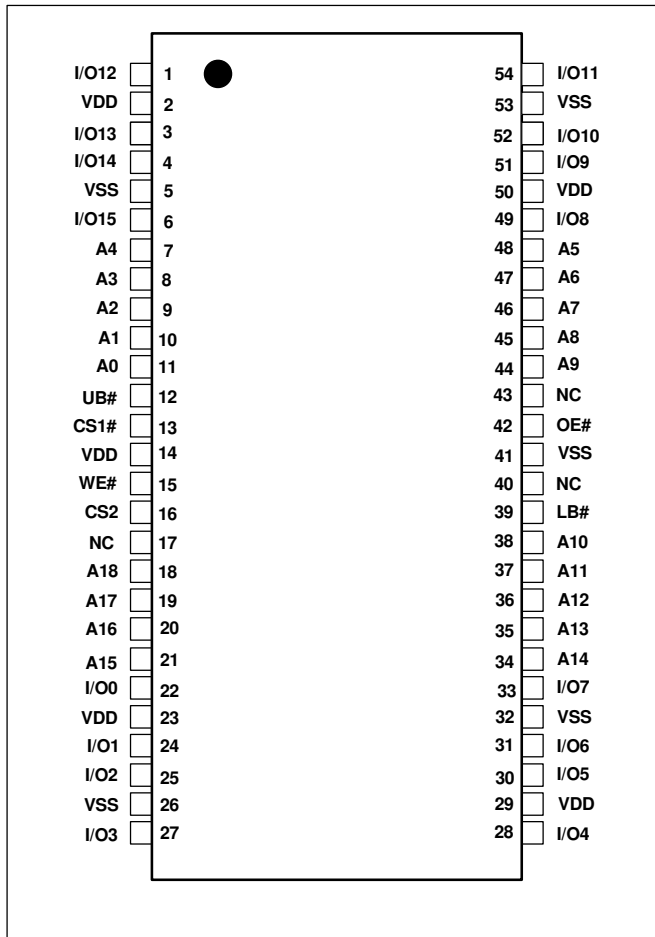 I/O12 1 54 I/O11
VDD 2 53 VSS
I/O13 3 52 I/O10
I/O14 4 51 I/O9
VSS 5 50 VDD
I/O15 6 49 I/O8
A4 7 48 A5
A3 8 47 A6
A2 9 46 A7
A1 10 45 A8
A0 11 44 A9
UB# 12 43 NC
CS1# 13 42 OE#
VDD 14 41 VSS
WE# 15 40 NC
CS2 16 39 LB#
NC 17 38 A10
A18 18 37 A11
A17 19 36 A12
A16 20 35 A13
A15 21 34 A14
I/O0 22 33 I/O7
VDD 23 32 VSS
I/O1 24 31 I/O6
I/O2 25 30 I/O5
VSS 26 29 VDD
I/O3 27 28 I/O4